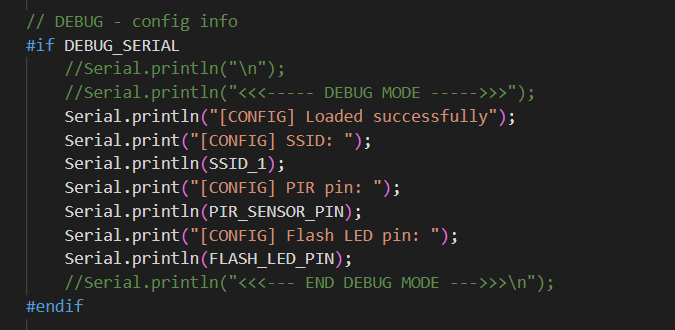 // DEBUG - config info
#if DEBUG_SERIAL
    //Serial.println("\n");
    //Serial.println("<<<----- DEBUG MODE ----->>>");
    Serial.println("[CONFIG] Loaded successfully");
    Serial.print("[CONFIG] SSID: ");
    Serial.println(SSID_1);
    Serial.print("[CONFIG] PIR pin: ");
    Serial.println(PIR_SENSOR_PIN);
    Serial.print("[CONFIG] Flash LED pin: ");
    Serial.println(FLASH_LED_PIN);
    //Serial.println("<<<--- END DEBUG MODE --->>>\n");
#endif